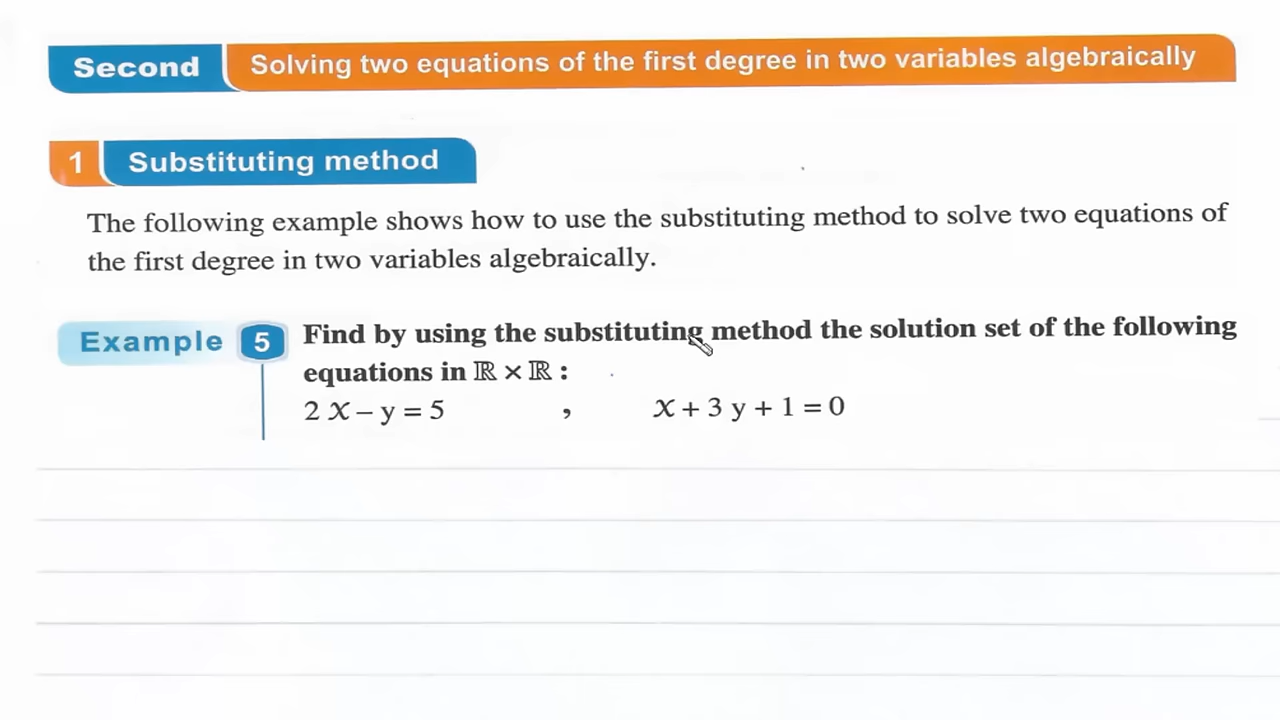 Second Solving two equations of the first degree in two variables algebraically
1 Substituting method
The following example shows how to use the substituting method to solve two equations of
the first degree in two variables algebraically.
Example 5 Find by using the substituting method the solution set of the following
equations in ℝ × ℝ :
2 x – y = 5 , x + 3 y + 1 = 0